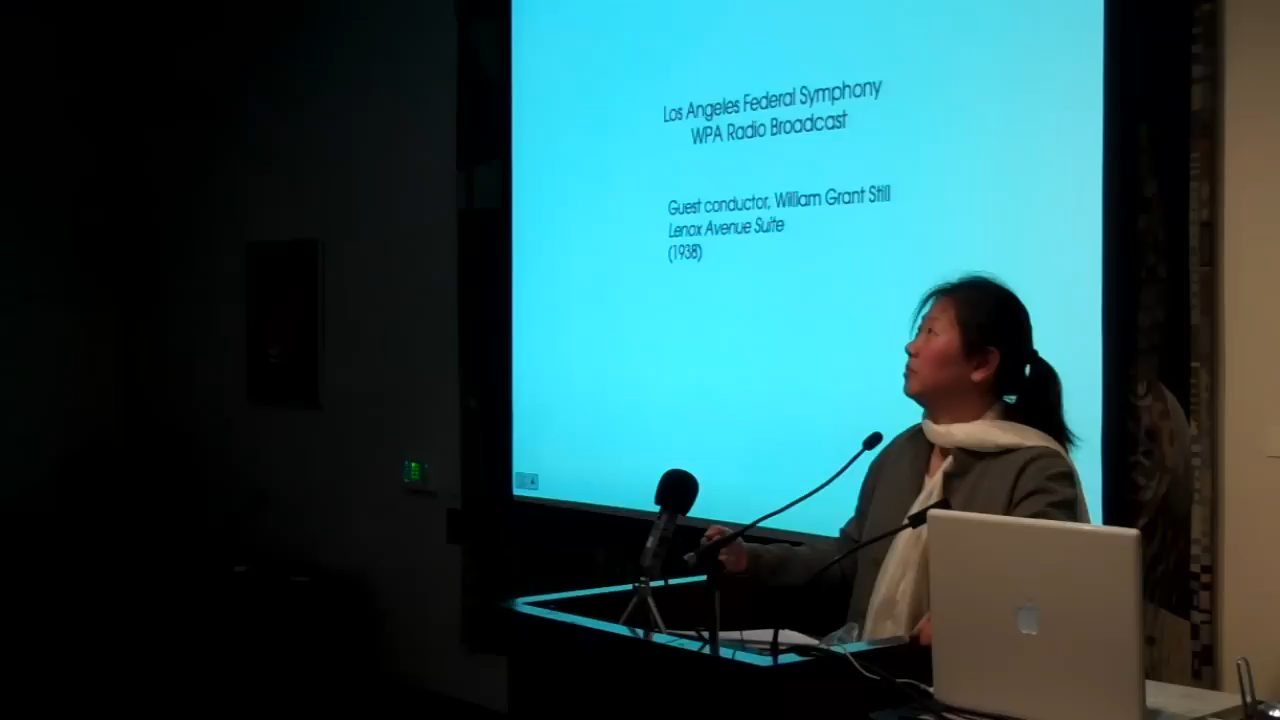 Los Angeles Federal Symphony
WPA Radio Broadcast
Guest conductor, William Grant Still
Lenox Avenue Suite
(1938)